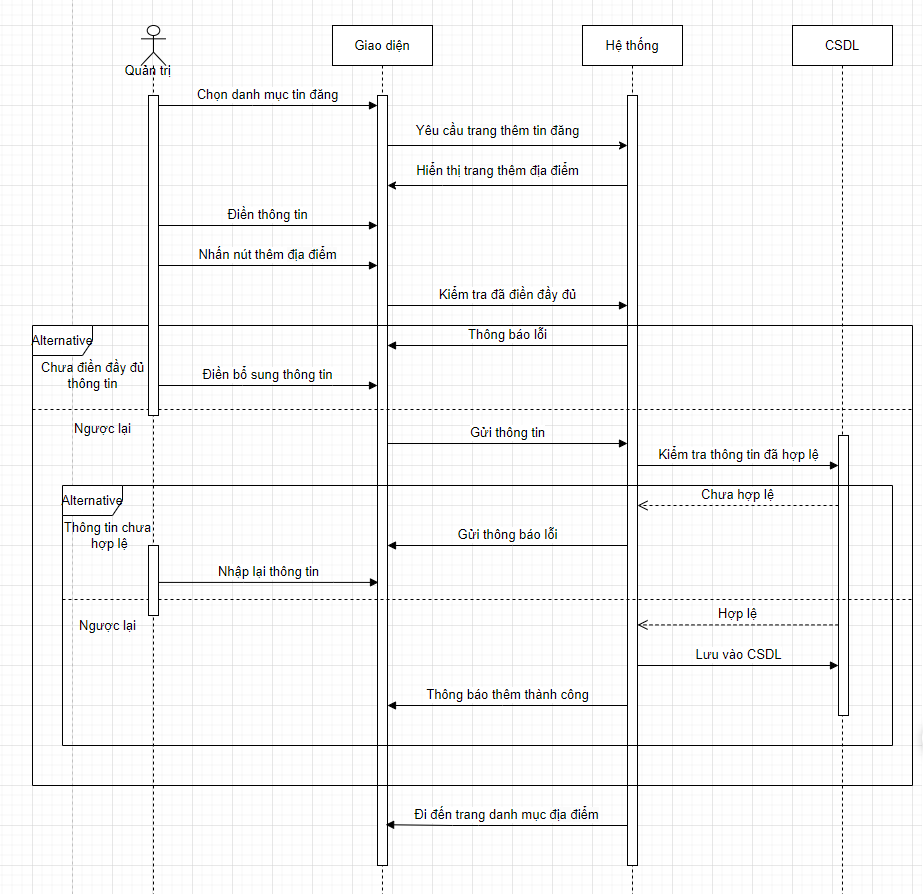 Quản trị
Giao diện
Hệ thống
CSDL
Chọn danh mục tin đăng
Yêu cầu trang thêm tin đăng
Hiển thị trang thêm địa điểm
Điền thông tin
Nhấn nút thêm địa điểm
Kiểm tra đã điền đầy đủ
Alternative
Thông báo lỗi
Chưa điền đầy đủ
thông tin
Điền bổ sung thông tin
Ngược lại
Gửi thông tin
Kiểm tra thông tin đã hợp lệ
Alternative
Chưa hợp lệ
Thông tin chưa
hợp lệ
Gửi thông báo lỗi
Nhập lại thông tin
Ngược lại
Hợp lệ
Lưu vào CSDL
Thông báo thêm thành công
Đi đến trang danh mục địa điểm